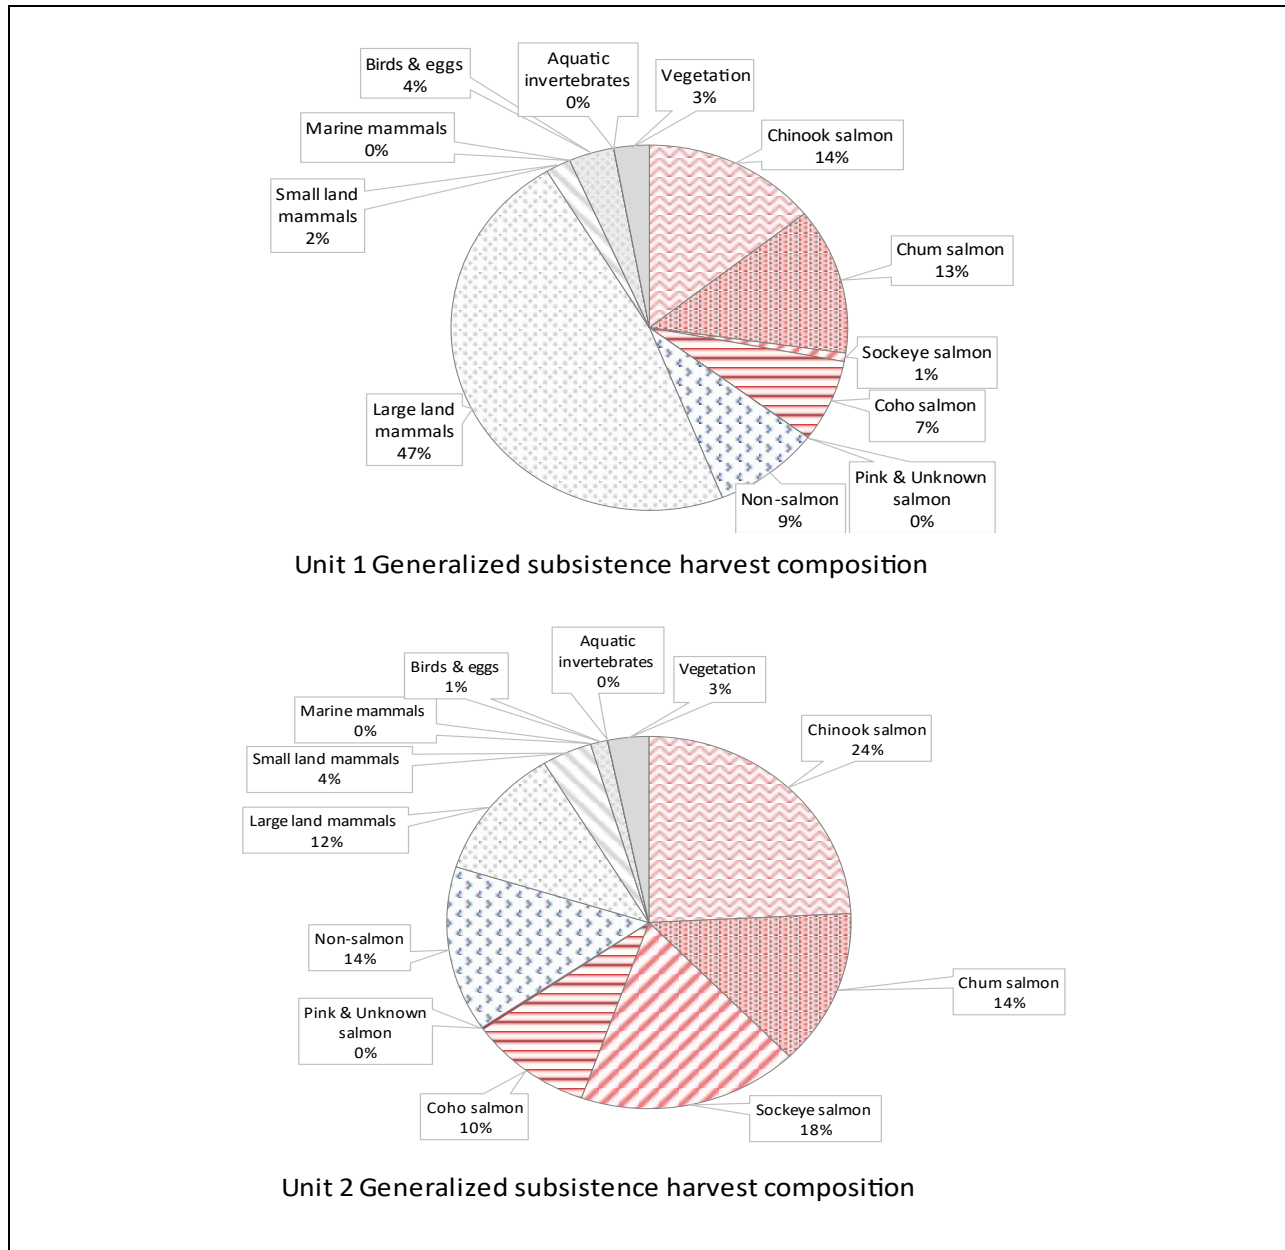 Birds & eggs
4%
Aquatic
invertebrates
0%
Vegetation
3%
Marine mammals
0%
Chinook salmon
14%
Small land
mammals
2%
Chum salmon
13%
Sockeye salmon
1%
Large land
mammals
47%
Coho salmon
7%
Pink & Unknown
salmon
0%
Non-salmon
9%
Unit 1 Generalized subsistence harvest composition
Aquatic
invertebrates
0%
Birds & eggs
1%
Vegetation
3%
Marine mammals
0%
Chinook salmon
24%
Small land mammals
4%
Large land mammals
12%
Non-salmon
14%
Chum salmon
14%
Pink & Unknown
salmon
0%
Coho salmon
10%
Sockeye salmon
18%
Unit 2 Generalized subsistence harvest composition